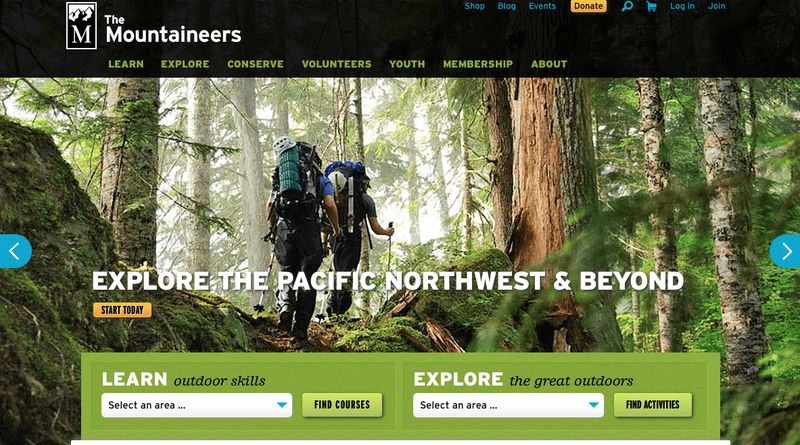 Shop Blog Events Donate Log in Join
The
Mountaineers
M
LEARN EXPLORE CONSERVE VOLUNTEERS YOUTH MEMBERSHIP ABOUT
EXPLORE THE PACIFIC NORTHWEST & BEYOND
START TODAY
LEARN outdoor skills
Select an area ... FIND COURSES
EXPLORE the great outdoors
Select an area ... FIND ACTIVITIES